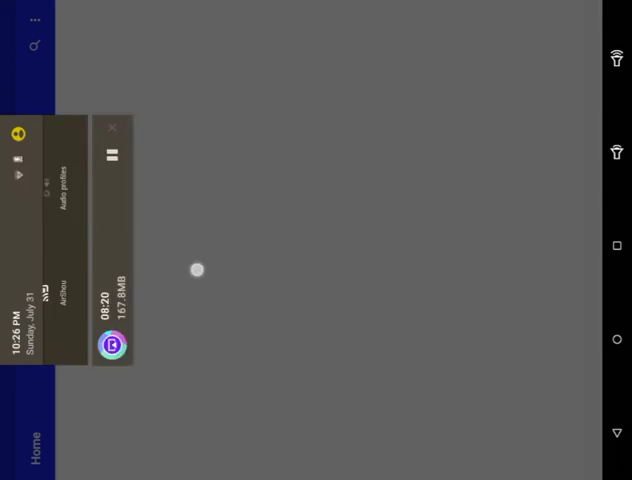 10:26 PM
Sunday, July 31
AirShou
Audio profiles
08:20
167.8MB
Home